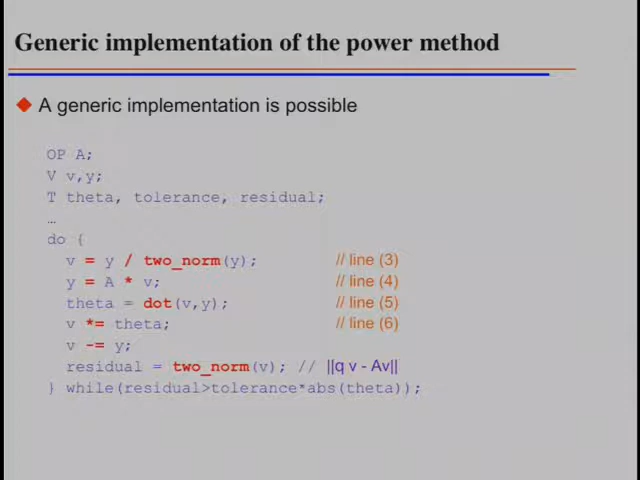 Generic implementation of the power method
A generic implementation is possible
OP A;
V v,y;
T theta, tolerance, residual;
…
do {
v = y / two_norm(y); // line (3)
y = A * v; // line (4)
theta = dot(v,y); // line (5)
v *= theta; // line (6)
v -= y;
residual = two_norm(v); // ||q v - Av||
} while(residual>tolerance*abs(theta));